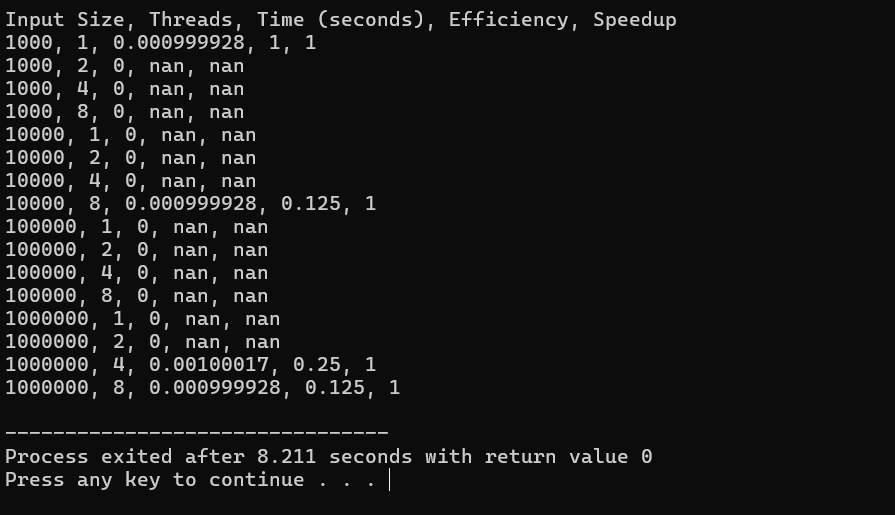 Input Size, Threads, Time (seconds), Efficiency, Speedup
1000, 1, 0.000999928, 1, 1
1000, 2, 0, nan, nan
1000, 4, 0, nan, nan
1000, 8, 0, nan, nan
10000, 1, 0, nan, nan
10000, 2, 0, nan, nan
10000, 4, 0, nan, nan
10000, 8, 0.000999928, 0.125, 1
100000, 1, 0, nan, nan
100000, 2, 0, nan, nan
100000, 4, 0, nan, nan
100000, 8, 0, nan, nan
1000000, 1, 0, nan, nan
1000000, 2, 0, nan, nan
1000000, 4, 0.00100017, 0.25, 1
1000000, 8, 0.000999928, 0.125, 1
--------------------------------
Process exited after 8.211 seconds with return value 0
Press any key to continue . . .